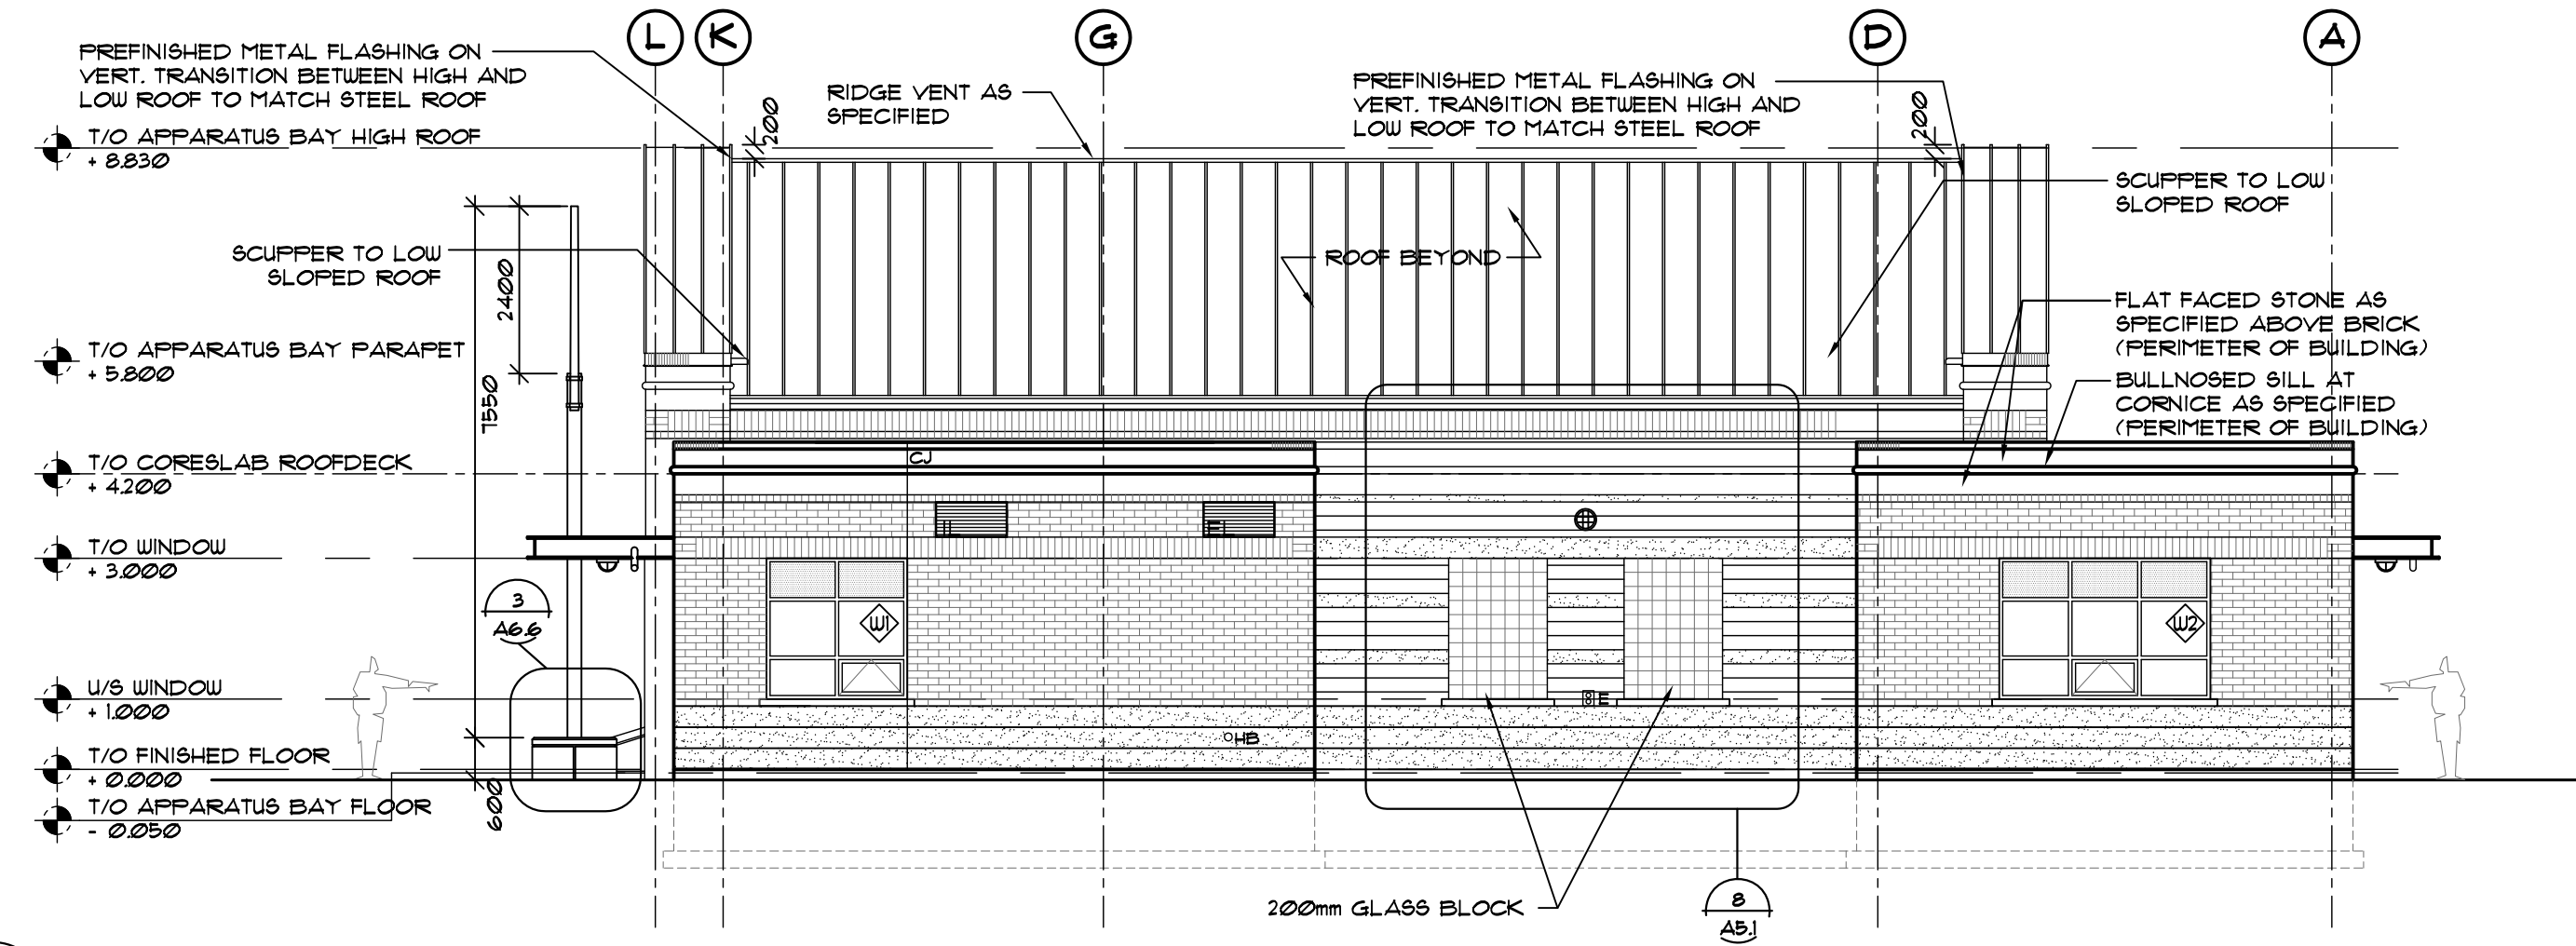 L
K
G
D
A
PREFINISHED METAL FLASHING ON
VERT. TRANSITION BETWEEN HIGH AND
LOW ROOF TO MATCH STEEL ROOF
RIDGE VENT AS
SPECIFIED
PREFINISHED METAL FLASHING ON
VERT. TRANSITION BETWEEN HIGH AND
LOW ROOF TO MATCH STEEL ROOF
200
200
T/O APPARATUS BAY HIGH ROOF
+ 8.830
SCUPPER TO LOW
SLOPED ROOF
SCUPPER TO LOW
SLOPED ROOF
ROOF BEYOND
2400
7550
FLAT FACED STONE AS
SPECIFIED ABOVE BRICK
(PERIMETER OF BUILDING)
T/O APPARATUS BAY PARAPET
+ 5.800
BULLNOSED SILL AT
CORNICE AS SPECIFIED
(PERIMETER OF BUILDING)
T/O CORESLAB ROOFDECK
+ 4.200
CJ
IL
EL
T/O WINDOW
+ 3.000
3
A6.6
W1
W2
U/S WINDOW
+ 1.000
E
HB
T/O FINISHED FLOOR
+ 0.000
T/O APPARATUS BAY FLOOR
- 0.050
600
200mm GLASS BLOCK
8
A5.1